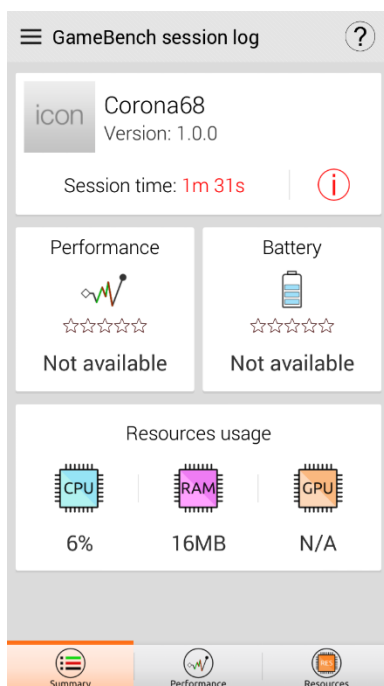 GameBench session log
?
icon
Corona68
Version: 1.0.0
Session time: 1m 31s
i
Performance
Battery
Not available
Not available
Resources usage
CPU
RAM
GPU
6%
16MB
N/A
Summary
Performance
RES
Resources